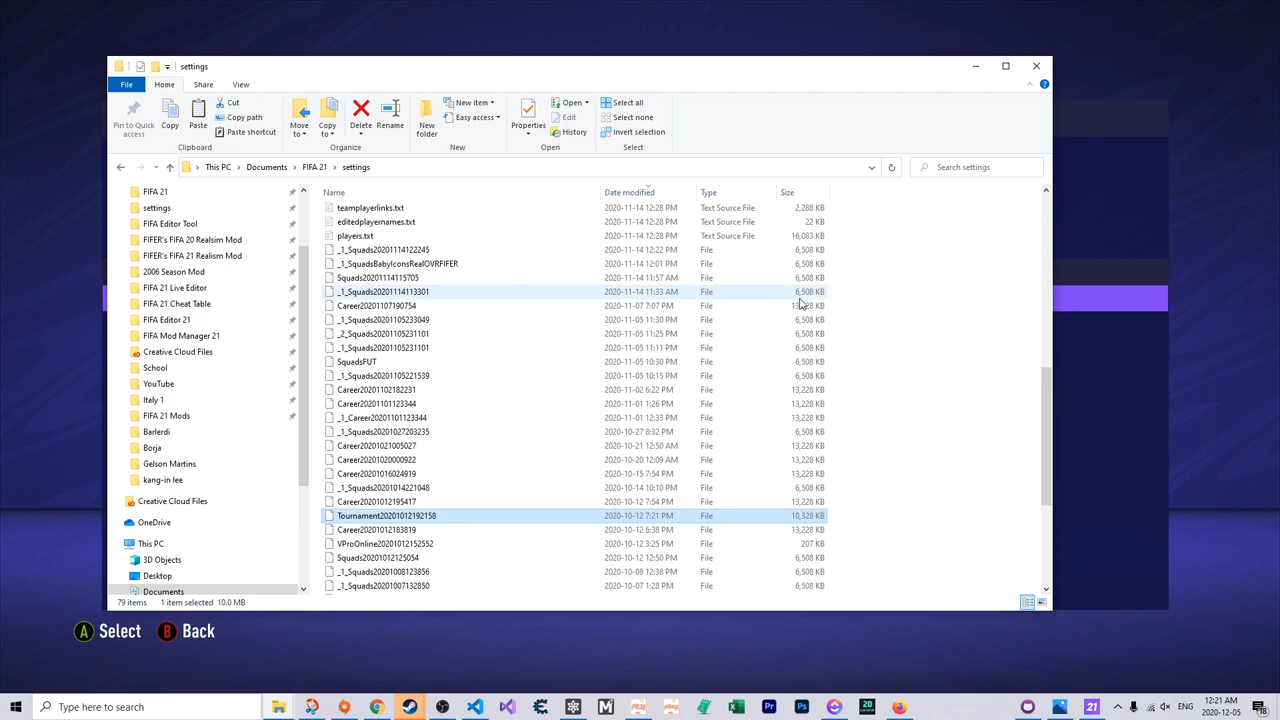 settings
File Home Share View
Pin to Quick access
Copy
Paste
Cut
Copy path
Paste shortcut
Clipboard
Move to
Copy to
Delete
Rename
Organize
New folder
New item
Easy access
New
Properties
Open
Edit
History
Open
Select all
Select none
Invert selection
Select
This PC > Documents > FIFA 21 > settings
Search settings
FIFA 21
settings
FIFA Editor Tool
FIFER's FIFA 20 Realsim Mod
FIFER's FIFA 21 Realism Mod
2006 Season Mod
FIFA 21 Live Editor
FIFA 21 Cheat Table
FIFA Editor 21
FIFA Mod Manager 21
Creative Cloud Files
School
YouTube
Italy 1
FIFA 21 Mods
Barlerdi
Borja
Gelson Martins
kang-in lee
Creative Cloud Files
OneDrive
This PC
3D Objects
Desktop
Documents
Name Date modified Type Size
teamplayerlinks.txt 2020-11-14 12:28 PM Text Source File 2,288 KB
editedplayernames.txt 2020-11-14 12:28 PM Text Source File 22 KB
players.txt 2020-11-14 12:28 PM Text Source File 16,083 KB
_1_Squads20201114122245 2020-11-14 12:22 PM File 6,508 KB
_1_SquadsBabyIconsRealOVRFIFER 2020-11-14 12:01 PM File 6,508 KB
Squads20201114115705 2020-11-14 11:57 AM File 6,508 KB
_1_Squads20201114113301 2020-11-14 11:33 AM File 6,508 KB
Career20201107190754 2020-11-07 7:07 PM File 13,228 KB
_1_Squads20201105233049 2020-11-05 11:30 PM File 6,508 KB
_2_Squads20201105231101 2020-11-05 11:25 PM File 6,508 KB
_1_Squads20201105231101 2020-11-05 11:11 PM File 6,508 KB
SquadsFUT 2020-11-05 10:30 PM File 6,508 KB
_1_Squads20201105221539 2020-11-05 10:15 PM File 6,508 KB
Career20201102182231 2020-11-02 6:22 PM File 13,228 KB
Career20201101123344 2020-11-01 1:26 PM File 13,228 KB
_1_Career20201101123344 2020-11-01 12:33 PM File 13,228 KB
_1_Squads20201027203235 2020-10-27 8:32 PM File 6,508 KB
Career20201021005027 2020-10-21 12:50 AM File 13,228 KB
Career20201020000922 2020-10-20 12:09 AM File 13,228 KB
Career20201016024919 2020-10-15 7:54 PM File 13,228 KB
_1_Squads20201014221048 2020-10-14 10:10 PM File 6,508 KB
Career20201012195417 2020-10-12 7:54 PM File 13,228 KB
Tournament20201012192158 2020-10-12 7:21 PM File 10,328 KB
Career20201012183819 2020-10-12 6:38 PM File 13,228 KB
VProOnline20201012152552 2020-10-12 3:25 PM File 207 KB
Squads20201012125054 2020-10-12 12:50 PM File 6,508 KB
_1_Squads20201008123856 2020-10-08 12:38 PM File 6,508 KB
_1_Squads20201007132850 2020-10-07 1:28 PM File 6,508 KB
79 items 1 item selected 10.0 MB
A Select B Back
Type here to search
12:21 AM
2020-12-05
18